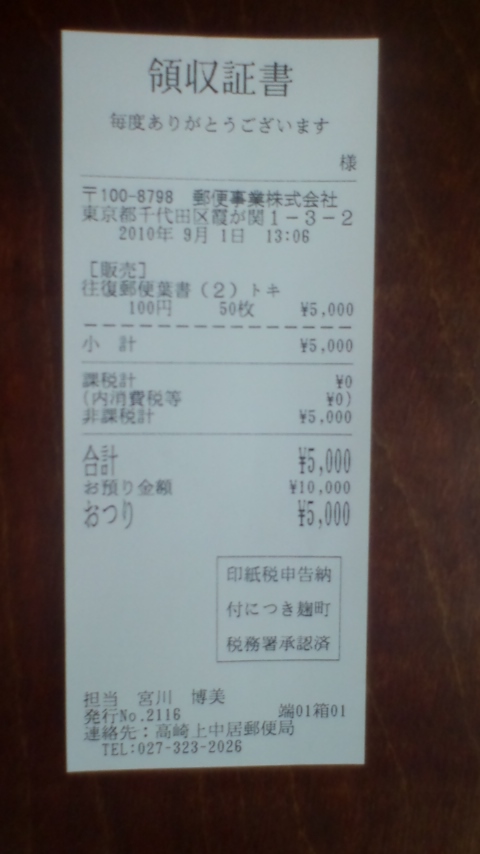 領収証書
毎度ありがとうございます
様
〒100-8798 郵便事業株式会社
東京都千代田区霞が関1-3-2
2010年 9月 1日 13:06
[販売]
往復郵便葉書(2)トキ
100円 50枚 ¥5,000
小 計 ¥5,000
課税計 ¥0
(内消費税等 ¥0)
非課税計 ¥5,000
合計 ¥5,000
お預り金額 ¥10,000
おつり ¥5,000
印紙税申告納
付につき麹町
税務署承認済
担当 宮川 博美
発行No.2116 端01箱01
連絡先:高崎上中居郵便局
TEL:027-323-2026